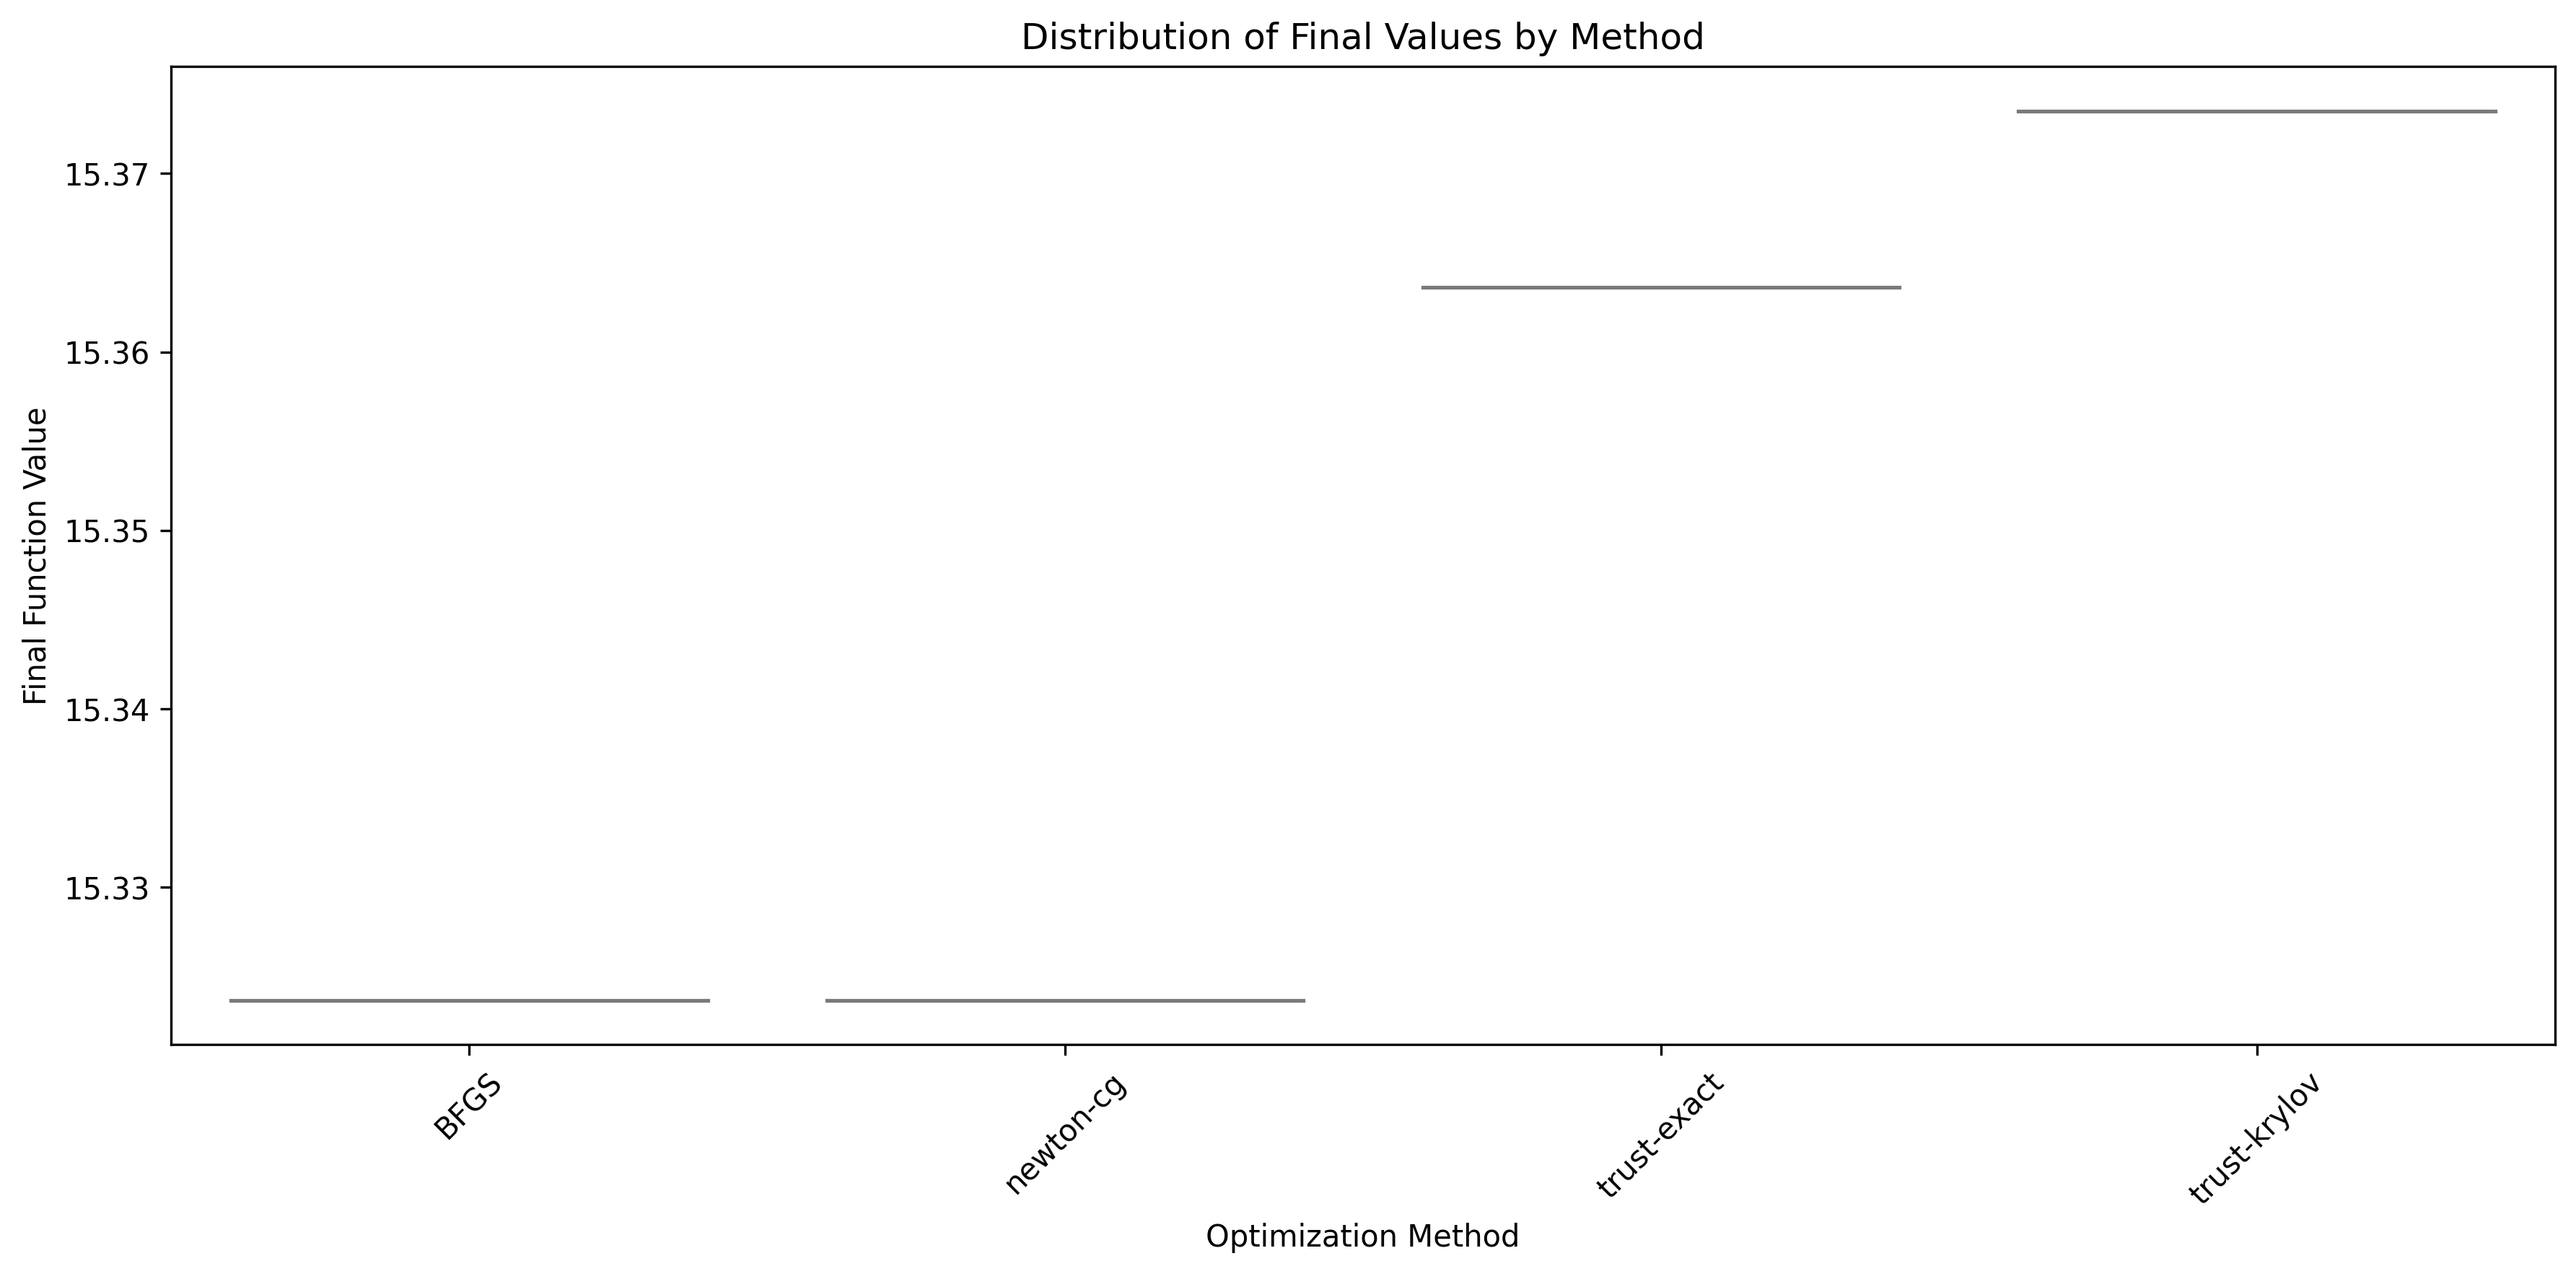 Distribution of Final Values by Method
Final Function Value
15.37
15.36
15.35
15.34
15.33
BFGS
newton-cg
trust-exact
trust-krylov
Optimization Method